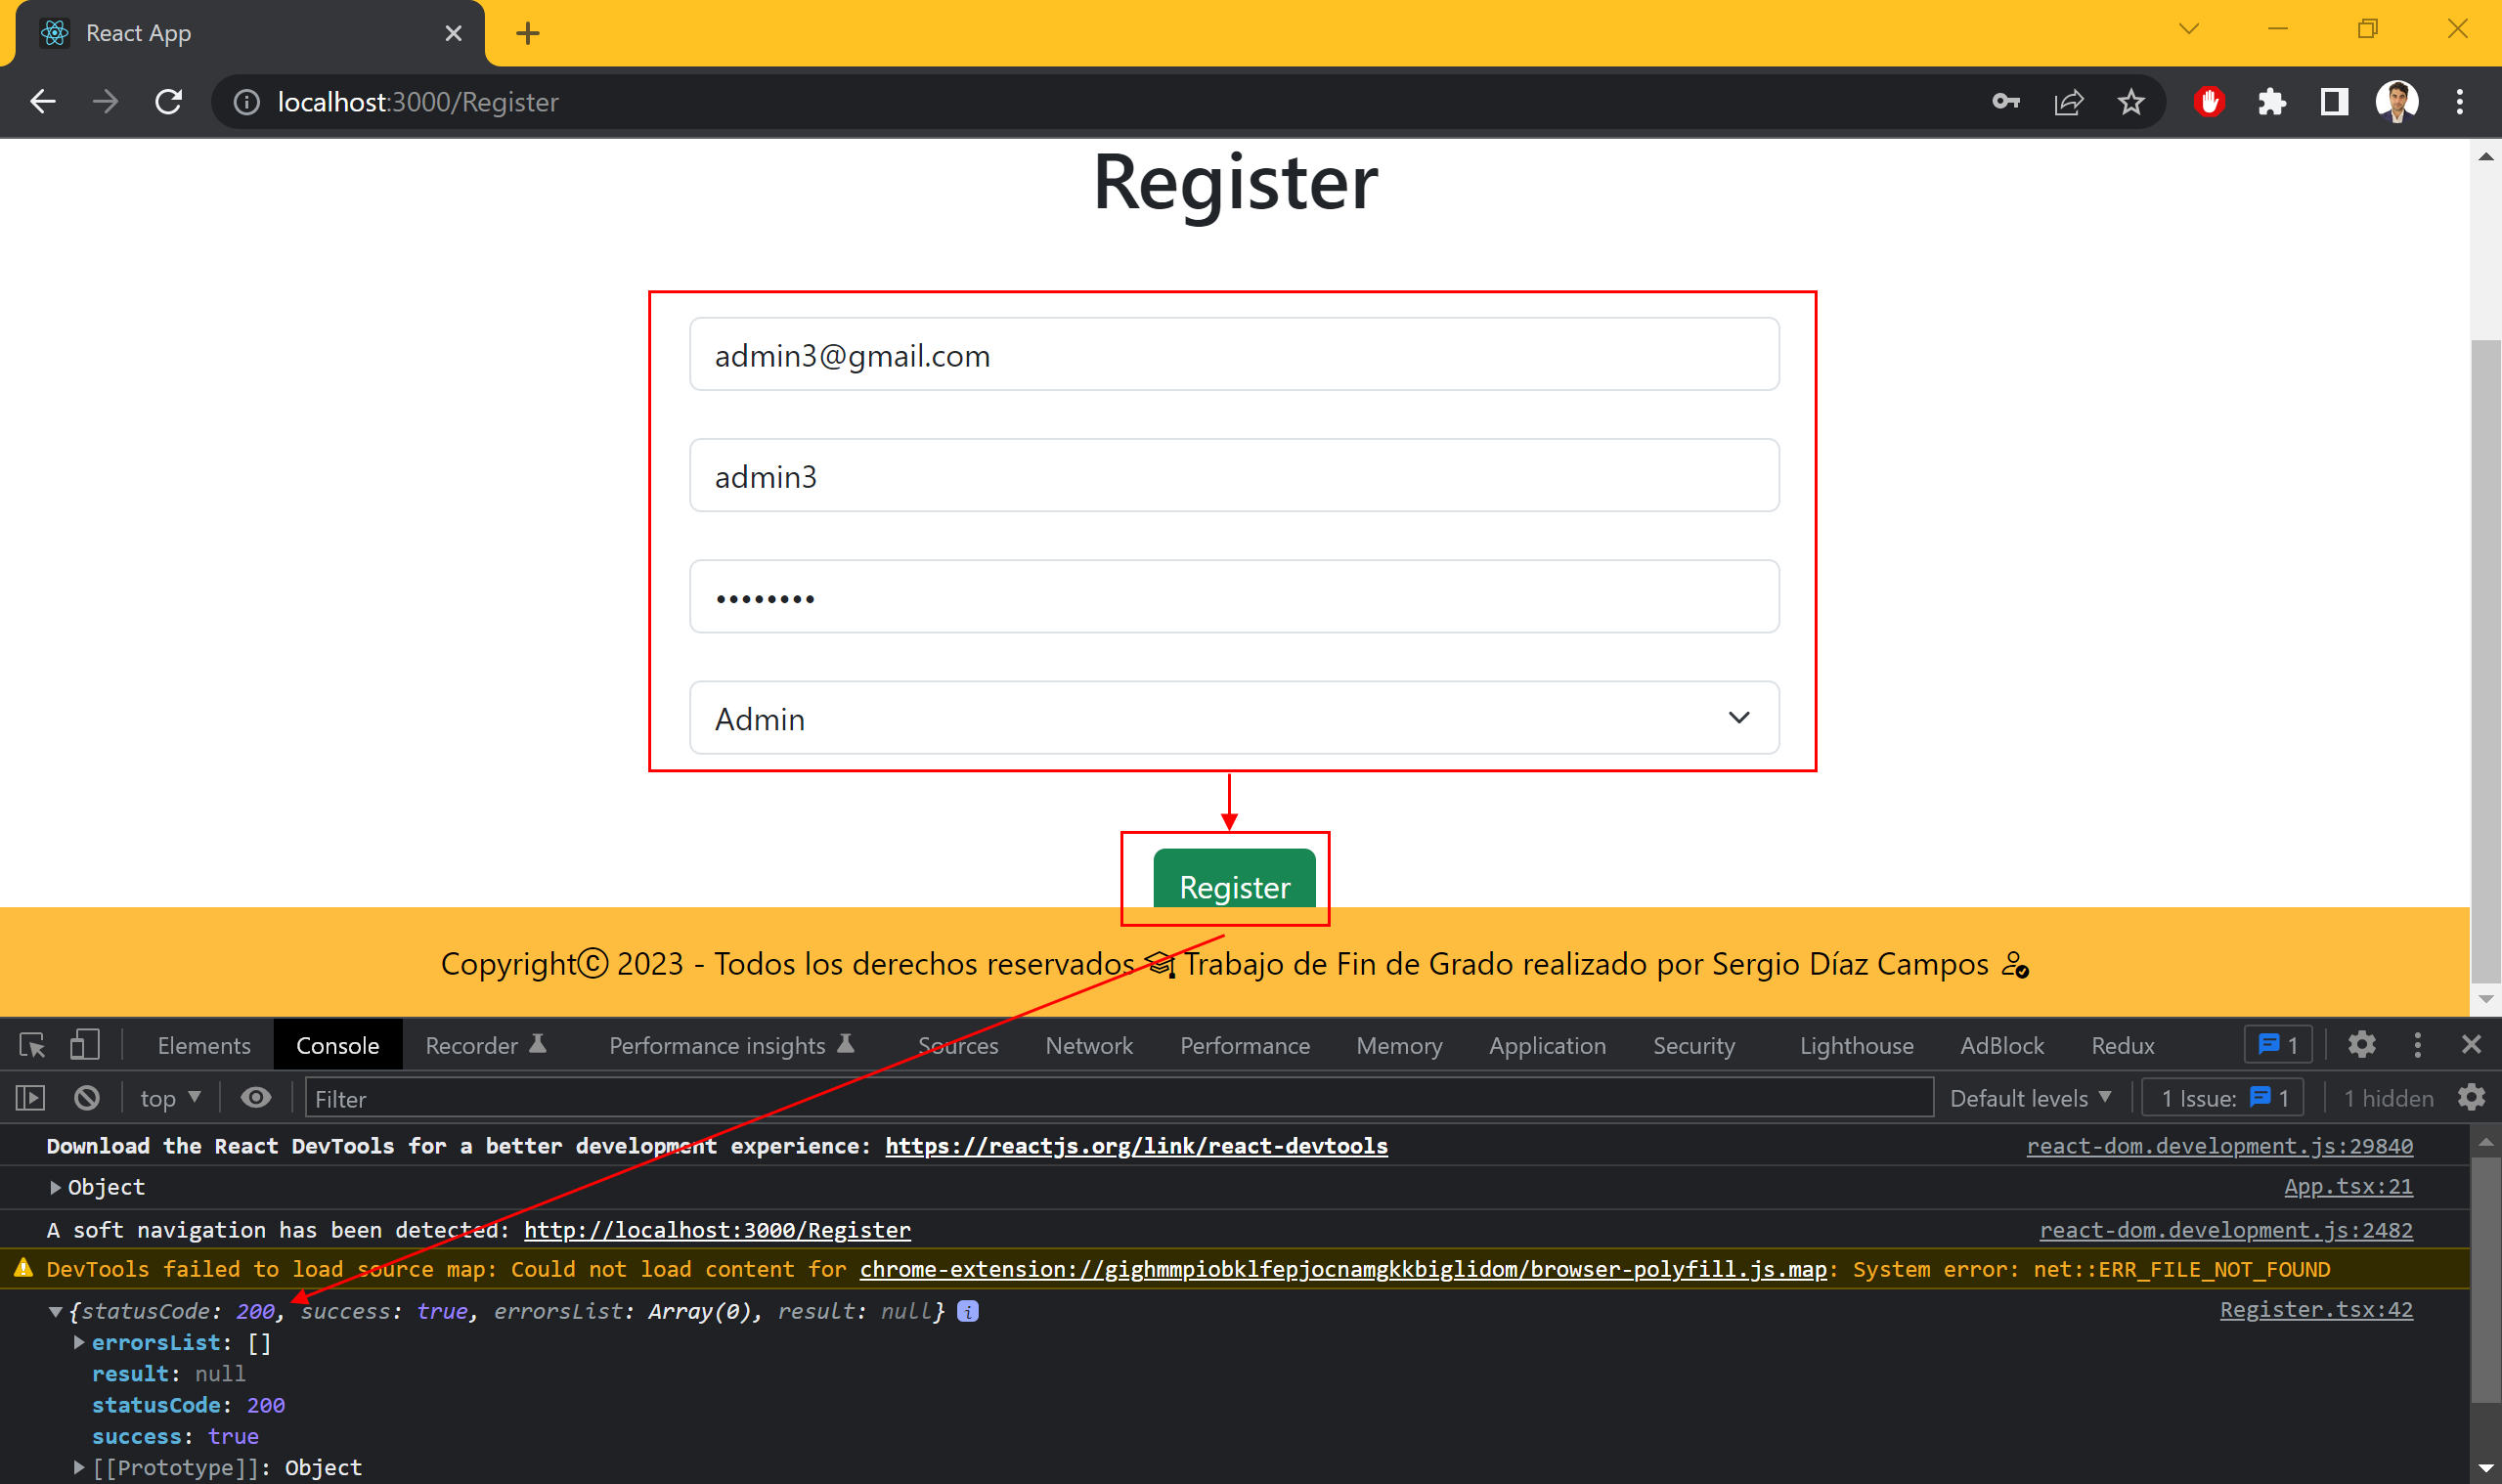 React App
localhost:3000/Register
Register
admin3@gmail.com
admin3
••••••••
Admin
Register
Copyright© 2023 - Todos los derechos reservados Trabajo de Fin de Grado realizado por Sergio Díaz Campos
Elements Console Recorder Performance insights Sources Network Performance Memory Application Security Lighthouse AdBlock Redux 1
top Filter Default levels 1 Issue: 1 1 hidden
Download the React DevTools for a better development experience: https://reactjs.org/link/react-devtools react-dom.development.js:29840
Object App.tsx:21
A soft navigation has been detected: http://localhost:3000/Register react-dom.development.js:2482
DevTools failed to load source map: Could not load content for chrome-extension://gighmmpiobklfepjocnamgkkbiglidom/browser-polyfill.js.map: System error: net::ERR_FILE_NOT_FOUND
{statusCode: 200, success: true, errorsList: Array(0), result: null} i Register.tsx:42
errorsList: []
result: null
statusCode: 200
success: true
[[Prototype]]: Object